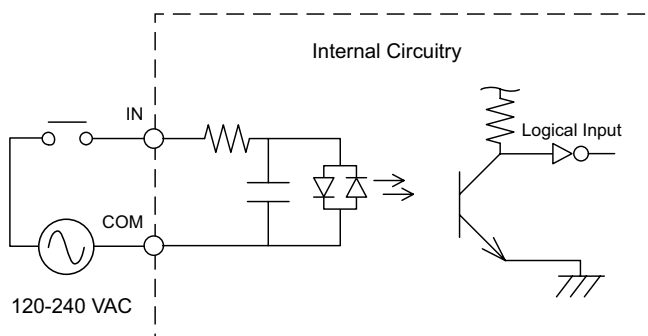 Internal Circuitry
IN
Logical Input
COM
120-240 VAC